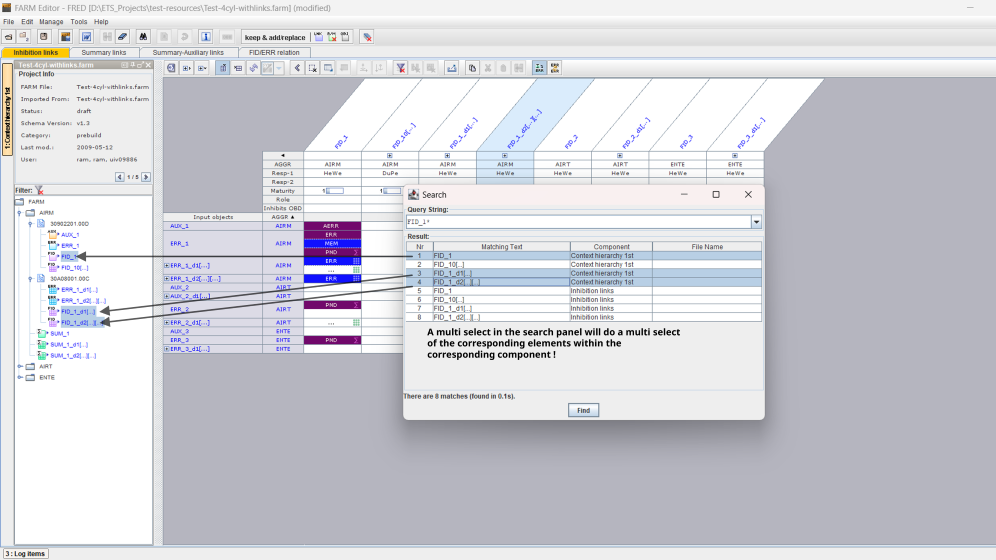 FARM Editor - FRED [D:\ETS_Projects\test-resources\Test-4cyl-withlinks.farm] (modified)
File Edit Manage Tools Help
keep & add/replace
Inhibition links Summary links Summary-Auxiliary links FID/ERR relation
1: Context hierarchy 1st
Test-4cyl-withlinks.farm
Project Info
FARM File: Test-4cyl-withlinks.farm
Imported From: Test-4cyl-withlinks.farm
Status: draft
Schema Version: v1.3
Category: prebuild
Last mod.: 2009-05-12
User: ram, ram, uiv09886
1 / 5
Filter:
FARM
AIRM
30902201.00D
AUX_1
ERR_1
FID_1
FID_10[...]
30A08001.00C
ERR_1_d1[...]
ERR_1_d2[...][...]
FID_1_d1[...]
FID_1_d2[...][...]
SUM_1
SUM_1_d1[...]
SUM_1_d2[...][...]
AIRT
ENTE
FID_1 FID_10[...] FID_1_d1[...] FID_1_d2[...][...] FID_2 FID_2_d1[...] FID_3 FID_3_d1[...]
AGGR AIRM AIRM AIRM AIRM AIRT AIRT ENTE ENTE
Resp-1 HeWe DuPe HeWe HeWe HeWe HeWe HeWe HeWe
Resp-2
Maturity 1 1
Role
Inhibits OBD
Input objects AGGR ▲
AUX_1 AIRM AERR
ERR_1 AIRM ERR
MEM
PND Σ
ERR_1_d1[...] AIRM ERR
...
ERR_1_d2[...][...] AIRM ERR
AUX_2 AIRT
AUX_2_d1[...] AIRT
ERR_2 AIRT PND Σ
ERR_2_d1[...] AIRT ...
AUX_3 ENTE
ERR_3 ENTE PND Σ
ERR_3_d1[...] ENTE
Search
Query String:
FID_1*
Result:
Nr Matching Text Component File Name
1 FID_1 Context hierarchy 1st
2 FID_10[...] Context hierarchy 1st
3 FID_1_d1[...] Context hierarchy 1st
4 FID_1_d2[...][...] Context hierarchy 1st
5 FID_1 Inhibition links
6 FID_10[...] Inhibition links
7 FID_1_d1[...] Inhibition links
8 FID_1_d2[...][...] Inhibition links
A multi select in the search panel will do a multi select
of the corresponding elements within the
corresponding component !
There are 8 matches (found in 0.1s).
Find
3 : Log items